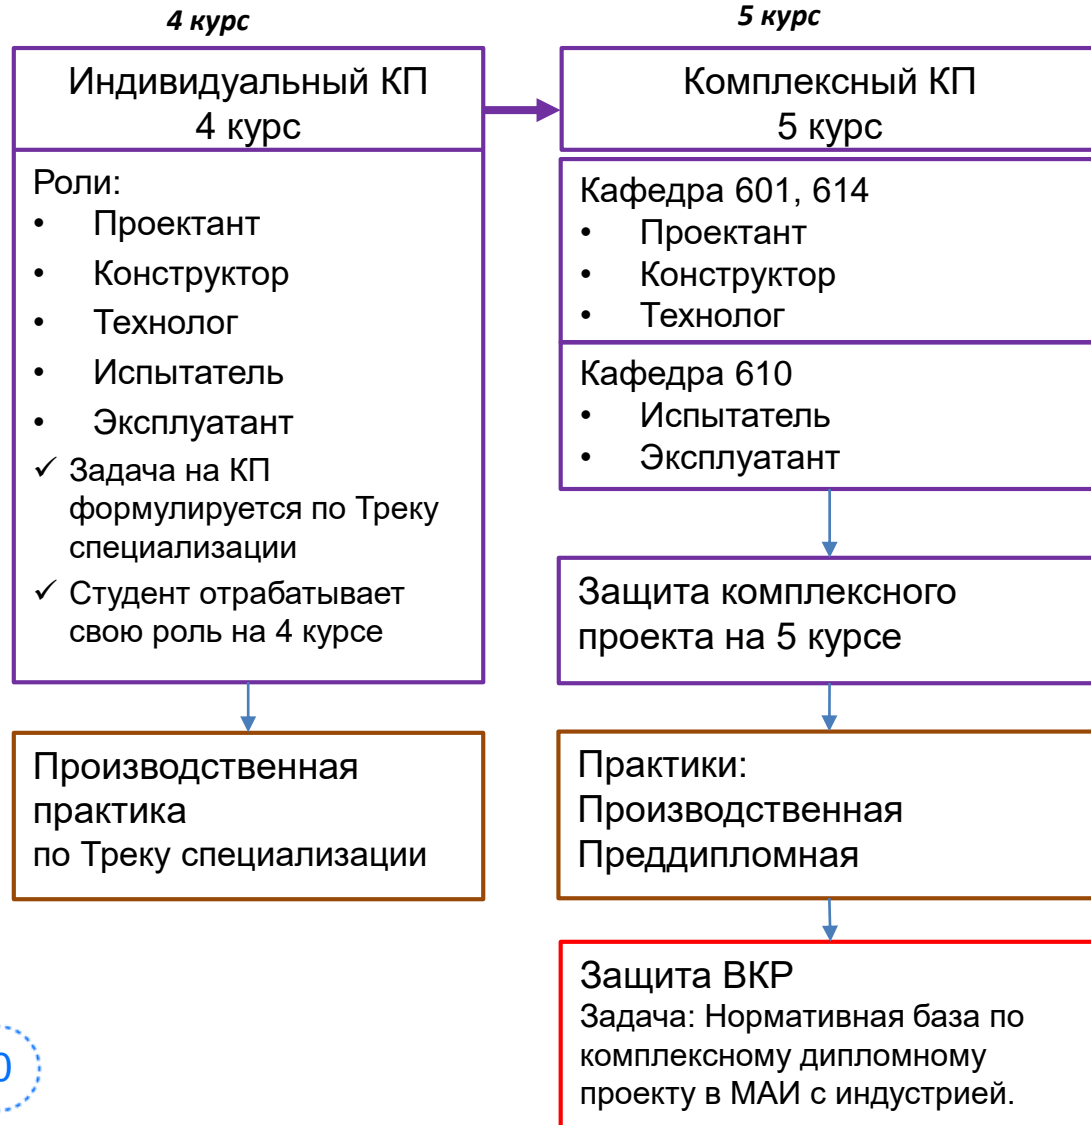 4 курс
Индивидуальный КП
4 курс
Роли:
• Проектант
• Конструктор
• Технолог
• Испытатель
• Эксплуатант
✓ Задача на КП
формулируется по Треку
специализации
✓ Студент отрабатывает
свою роль на 4 курсе
Производственная
практика
по Треку специализации
5 курс
Комплексный КП
5 курс
Кафедра 601, 614
• Проектант
• Конструктор
• Технолог
Кафедра 610
• Испытатель
• Эксплуатант
Защита комплексного
проекта на 5 курсе
Практики:
Производственная
Преддипломная
Защита ВКР
Задача: Нормативная база по
комплексному дипломному
проекту в МАИ с индустрией.